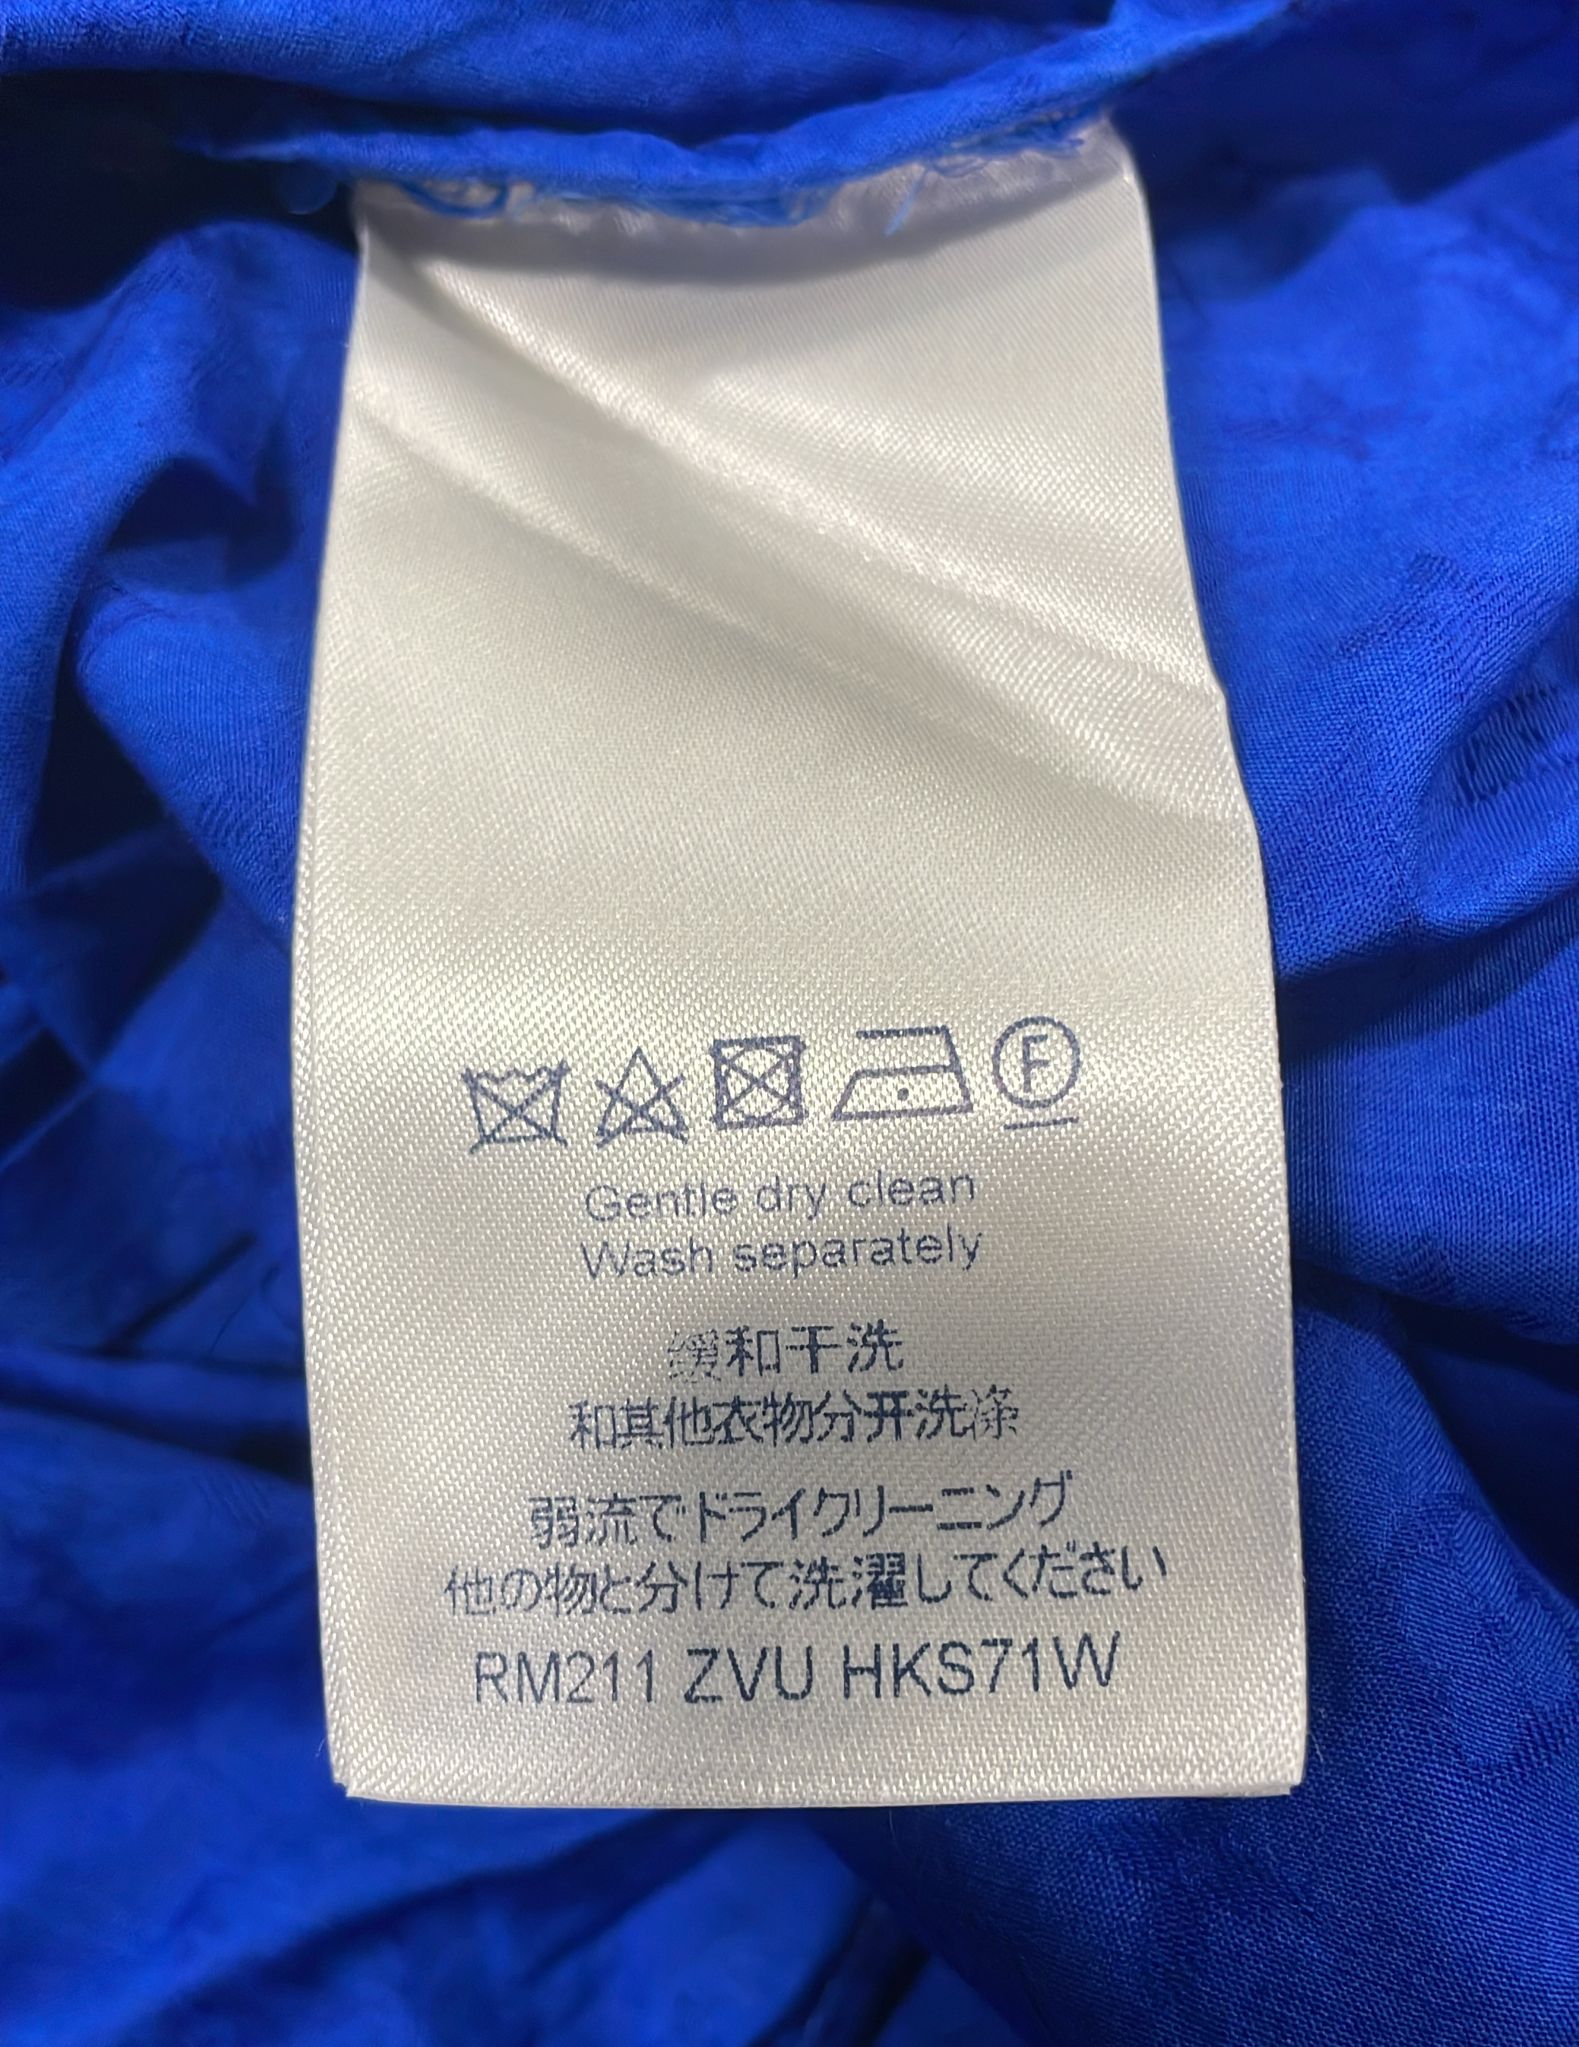 F
Gentle dry clean
Wash separately
缓和干洗
和其他衣物分开洗涤
弱流でドライクリーニング
他の物と分けて洗濯してください
RM211 ZVU HKS71W